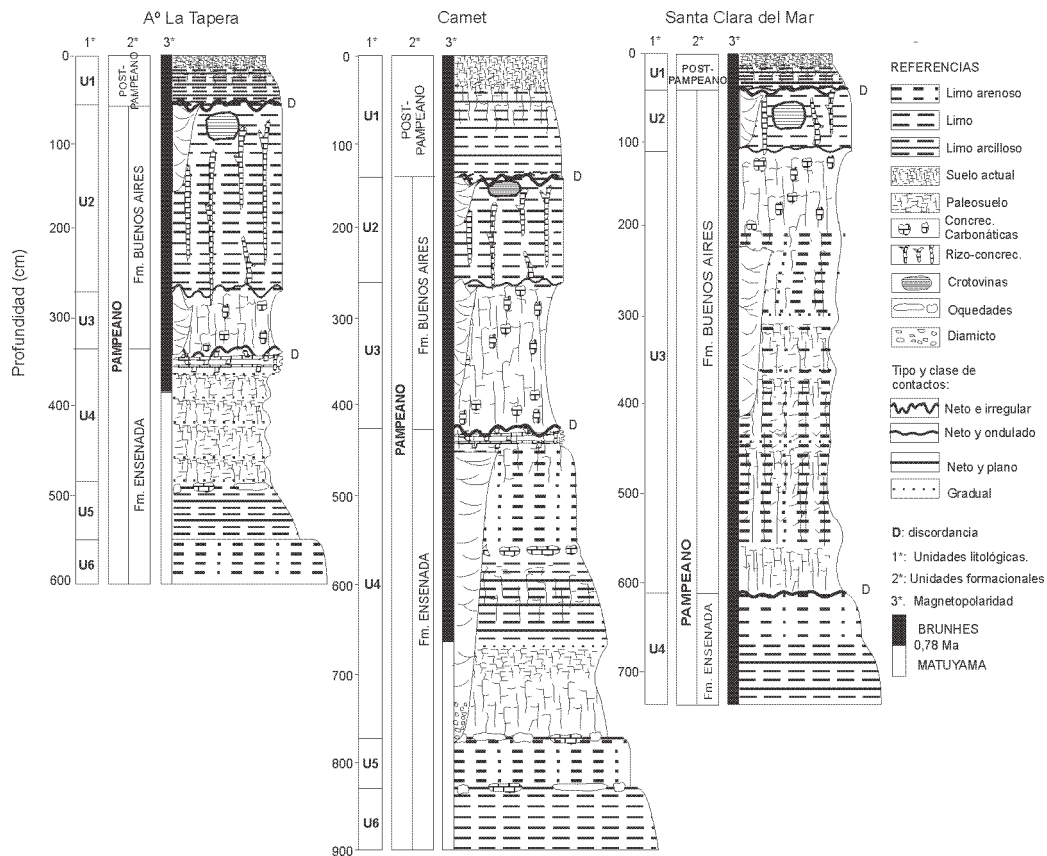 Aº La Tapera
Camet
Santa Clara del Mar
1*
2*
3*
1*
2*
3*
1*
2*
3*
Profundidad (cm)
0
100
200
300
400
500
600
U1
U2
U3
U4
U5
U6
POST-
PAMPEANO
PAMPEANO
Fm. BUENOS AIRES
Fm. ENSENADA
D
D
0
100
200
300
400
500
600
700
800
900
U1
U2
U3
U4
U5
U6
POST-
PAMPEANO
PAMPEANO
Fm. BUENOS AIRES
Fm. ENSENADA
D
D
0
100
200
300
400
500
600
700
U1
U2
U3
U4
POST-
PAMPEANO
PAMPEANO
Fm. BUENOS AIRES
Fm. ENSENADA
D
D
REFERENCIAS
Limo arenoso
Limo
Limo arcilloso
Suelo actual
Paleosuelo
Concrec.
Carbonáticas
Rizo-concrec.
Crotovinas
Oquedades
Diamicto
Tipo y clase de
contactos:
Neto e irregular
Neto y ondulado
Neto y plano
Gradual
D: discordancia
1*: Unidades litológicas.
2*: Unidades formacionales
3*. Magnetopolaridad
BRUNHES
0,78 Ma
MATUYAMA